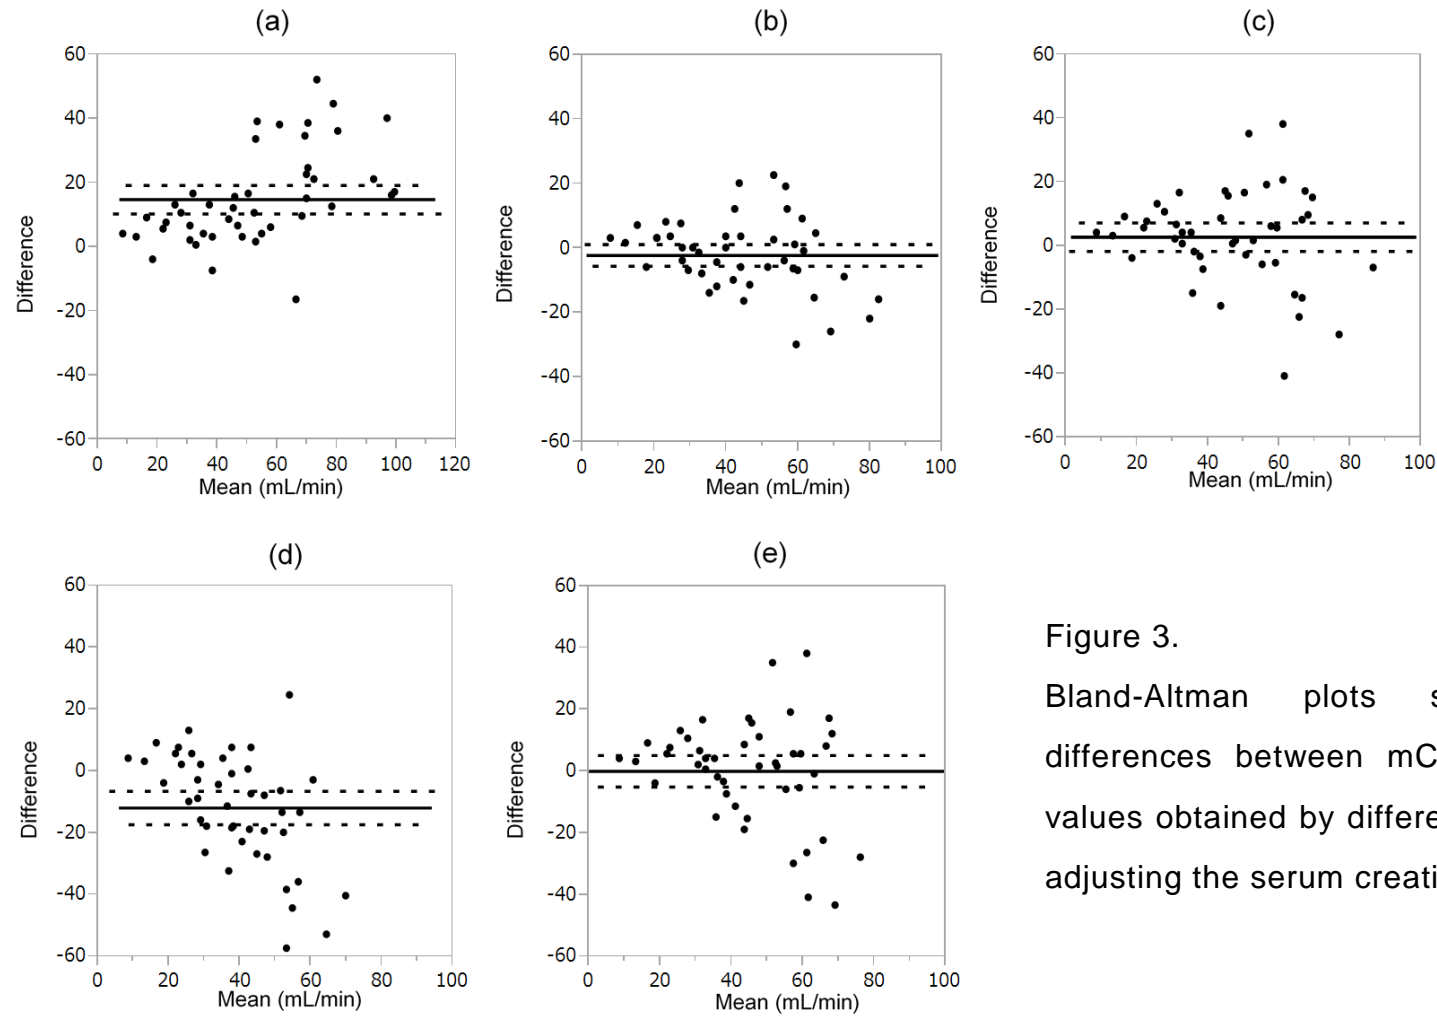 (a)
60
40
20
0
-20
-40
-60
Difference
0 20 40 60 80 100 120
Mean (mL/min)
(b)
60
40
20
0
-20
-40
-60
Difference
0 20 40 60 80 100
Mean (mL/min)
(c)
60
40
20
0
-20
-40
-60
Difference
0 20 40 60 80 100
Mean (mL/min)
(d)
60
40
20
0
-20
-40
-60
Difference
0 20 40 60 80 100
Mean (mL/min)
(e)
60
40
20
0
-20
-40
-60
Difference
0 20 40 60 80 100
Mean (mL/min)
Figure 3.
Bland-Altman plots s
differences between mC
values obtained by differe
adjusting the serum creati